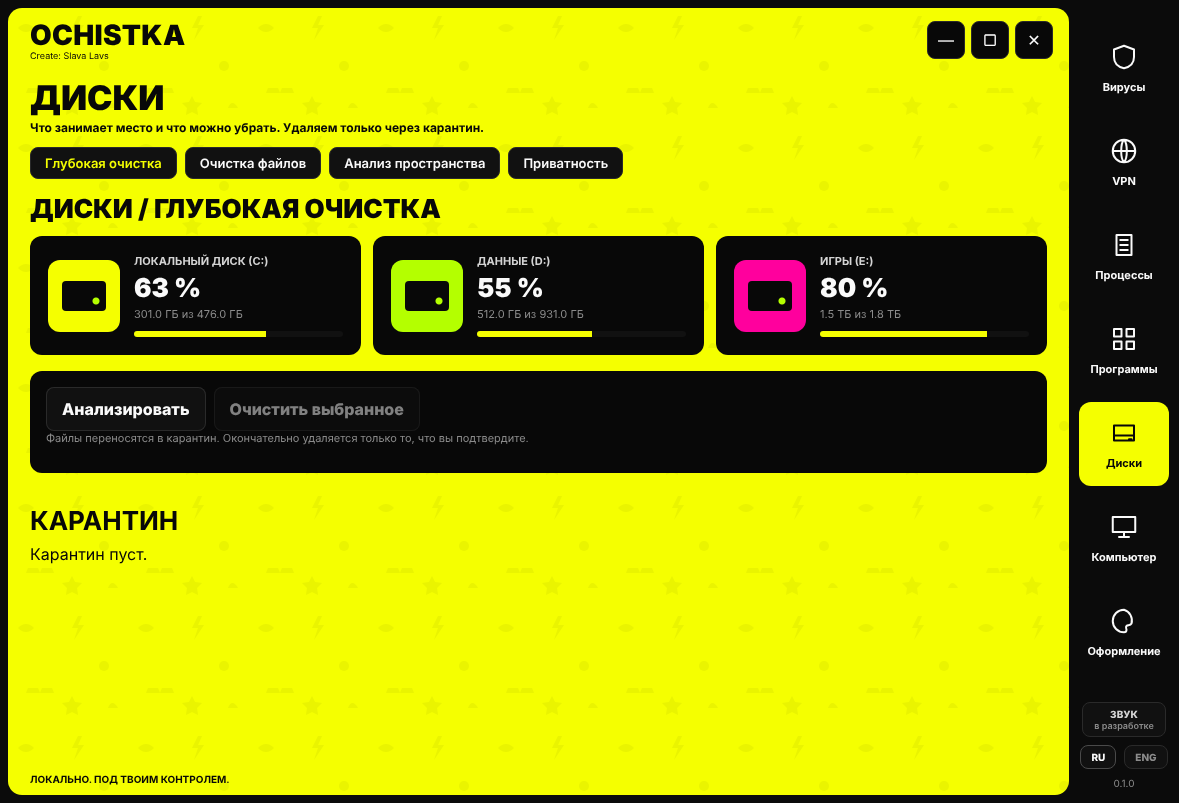 OCHISTKA
Create: Slava Lavs
ДИСКИ
Что занимает место и что можно убрать. Удаляем только через карантин.
Глубокая очистка
Очистка файлов
Анализ пространства
Приватность
ДИСКИ / ГЛУБОКАЯ ОЧИСТКА
ЛОКАЛЬНЫЙ ДИСК (C:)
63 %
301.0 ГБ из 476.0 ГБ
ДАННЫЕ (D:)
55 %
512.0 ГБ из 931.0 ГБ
ИГРЫ (E:)
80 %
1.5 ТБ из 1.8 ТБ
Анализировать
Очистить выбранное
Файлы переносятся в карантин. Окончательно удаляется только то, что вы подтвердите.
КАРАНТИН
Карантин пуст.
ЛОКАЛЬНО. ПОД ТВОИМ КОНТРОЛЕМ.
Вирусы
VPN
Процессы
Программы
Диски
Компьютер
Оформление
ЗВУК
в разработке
RU
ENG
0.1.0